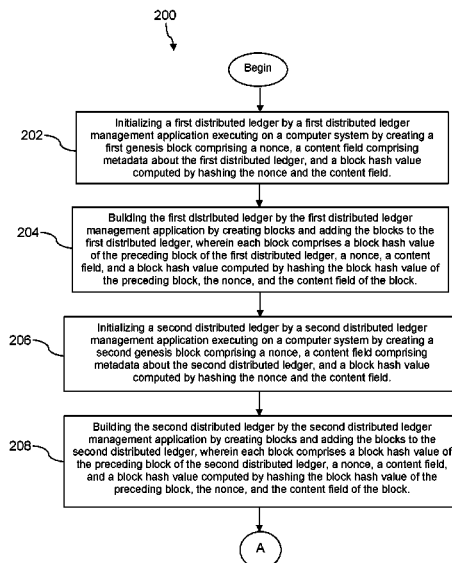 200
Begin
202
Initializing a first distributed ledger by a first distributed ledger
management application executing on a computer system by creating a
first genesis block comprising a nonce, a content field comprising
metadata about the first distributed ledger, and a block hash value
computed by hashing the nonce and the content field.
204
Building the first distributed ledger by the first distributed ledger
management application by creating blocks and adding the blocks to the
first distributed ledger, wherein each block comprises a block hash value
of the preceding block of the first distributed ledger, a nonce, a content
field, and a block hash value computed by hashing the block hash value of
the preceding block, the nonce, and the content field of the block.
206
Initializing a second distributed ledger by a second distributed ledger
management application executing on a computer system by creating a
second genesis block comprising a nonce, a content field comprising
metadata about the second distributed ledger, and a block hash value
computed by hashing the nonce and the content field.
208
Building the second distributed ledger by the second distributed ledger
management application by creating blocks and adding the blocks to the
second distributed ledger, wherein each block comprises a block hash value
of the preceding block of the second distributed ledger, a nonce, a content field,
and a block hash value computed by hashing the block hash value of the
preceding block, the nonce, and the content field of the block.
A